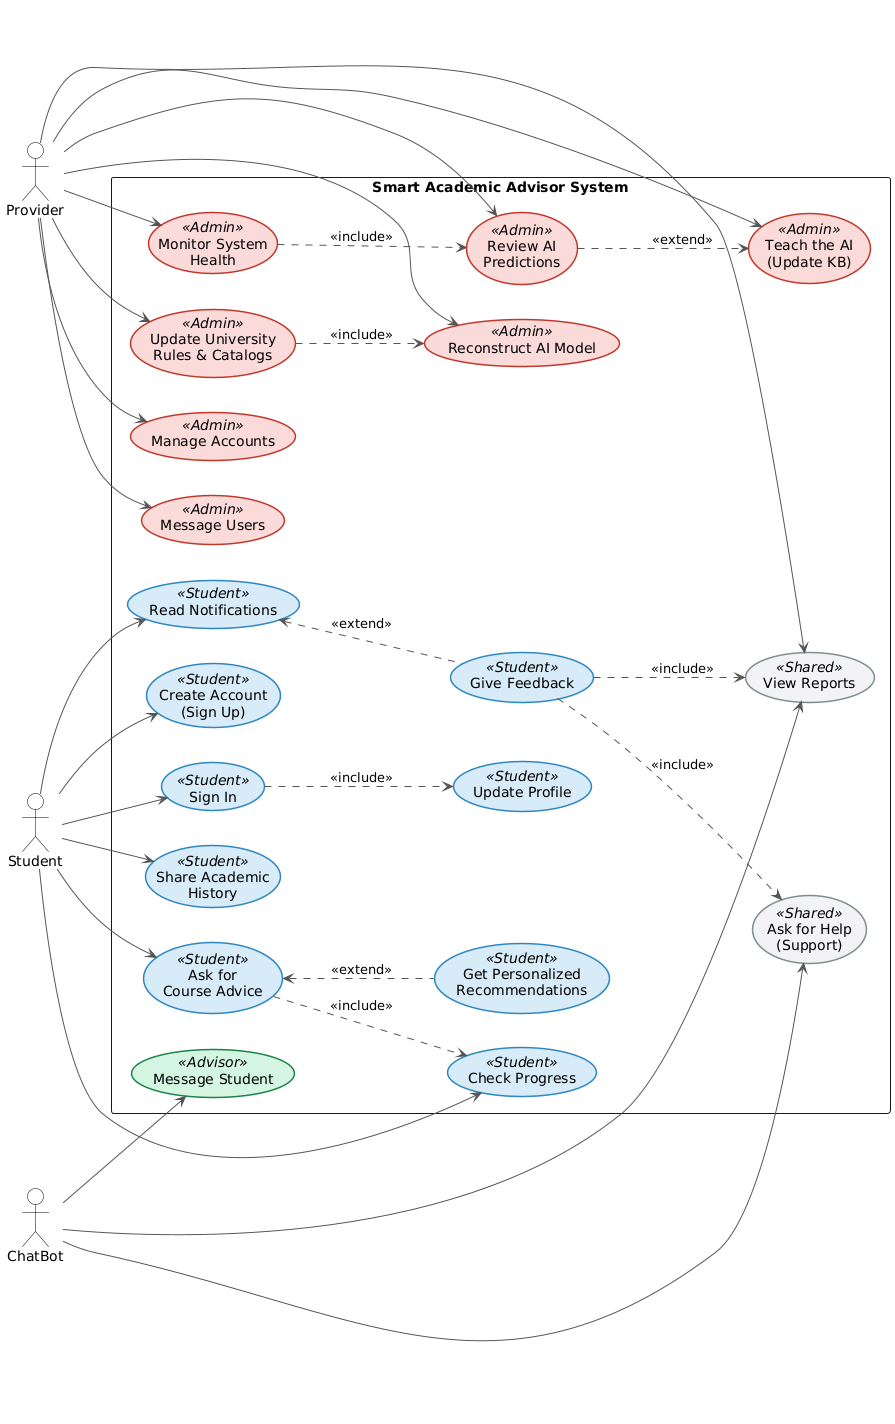 Smart Academic Advisor System
Provider
«Admin»
Monitor System
Health
«include»
«Admin»
Review AI
Predictions
«extend»
«Admin»
Teach the AI
(Update KB)
«Admin»
Update University
Rules & Catalogs
«include»
«Admin»
Reconstruct AI Model
«Admin»
Manage Accounts
«Admin»
Message Users
«Student»
Read Notifications
«extend»
«Student»
Give Feedback
«include»
«Shared»
View Reports
«Student»
Create Account
(Sign Up)
«include»
«Student»
Sign In
«include»
«Student»
Update Profile
Student
«Student»
Share Academic
History
«Shared»
Ask for Help
(Support)
«Student»
Ask for
Course Advice
«extend»
«Student»
Get Personalized
Recommendations
«include»
«Student»
Check Progress
«Advisor»
Message Student
ChatBot